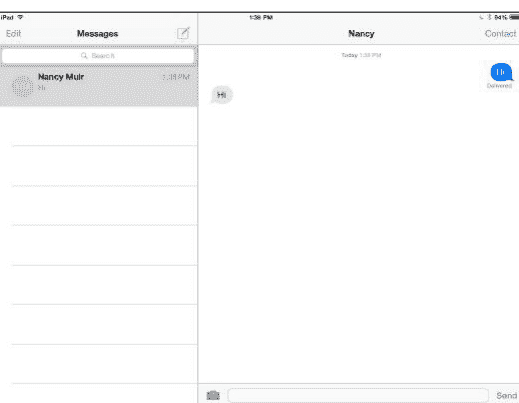 iPad 1:38 PM 94%
Edit Messages Nancy Contact
Search
Today 1:38 PM
Nancy Muir 1:38 PM
Hi
Hi
Delivered
Hi
Send